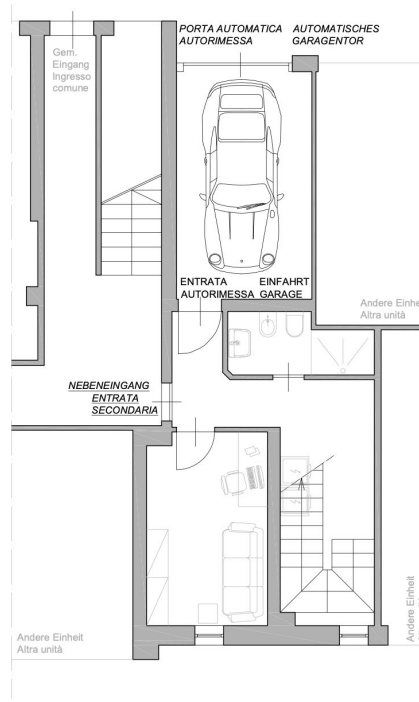 PORTA AUTOMATICA AUTOMATISCHES
AUTORIMESSA GARAGENTOR
Gem.
Eingang
Ingresso
comune
ENTRATA EINFAHRT
AUTORIMESSA GARAGE
Andere Einhe
Altra unità
NEBENEINGANG
ENTRATA
SECONDARIA
Andere Einheit
Altra unità
Andere Einheit